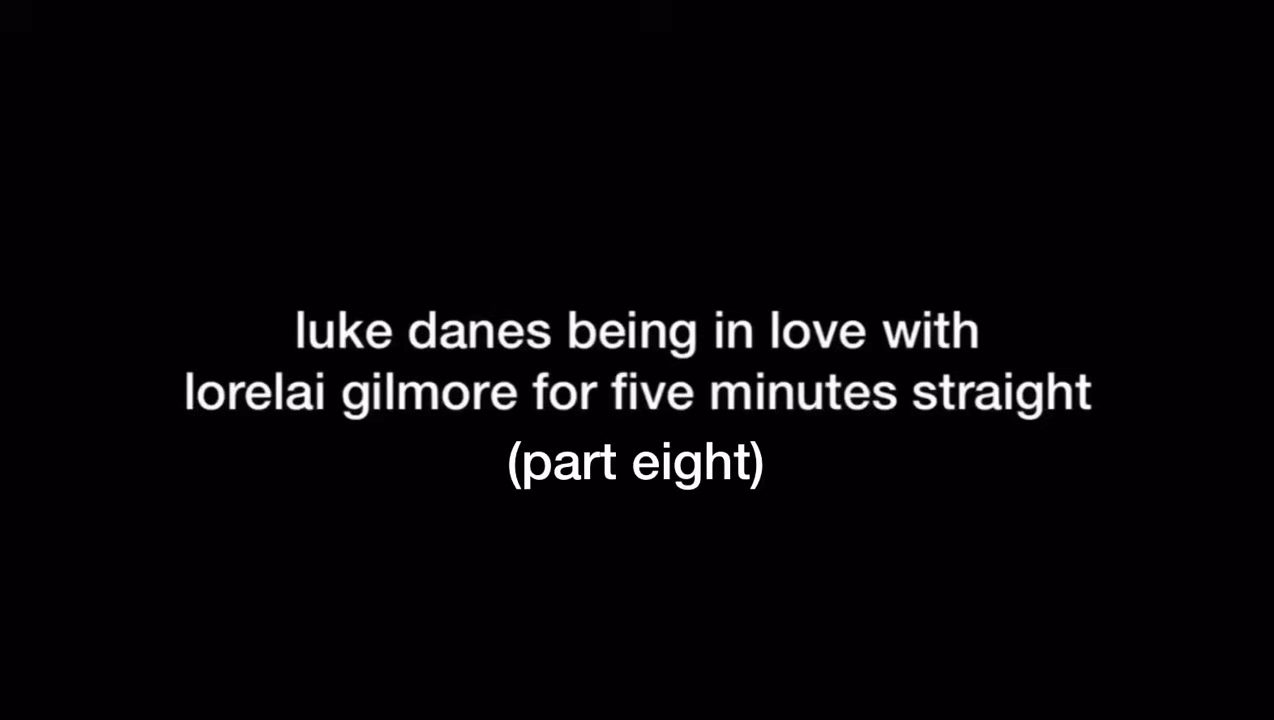 luke danes being in love with
lorelai gilmore for five minutes straight
(part eight)